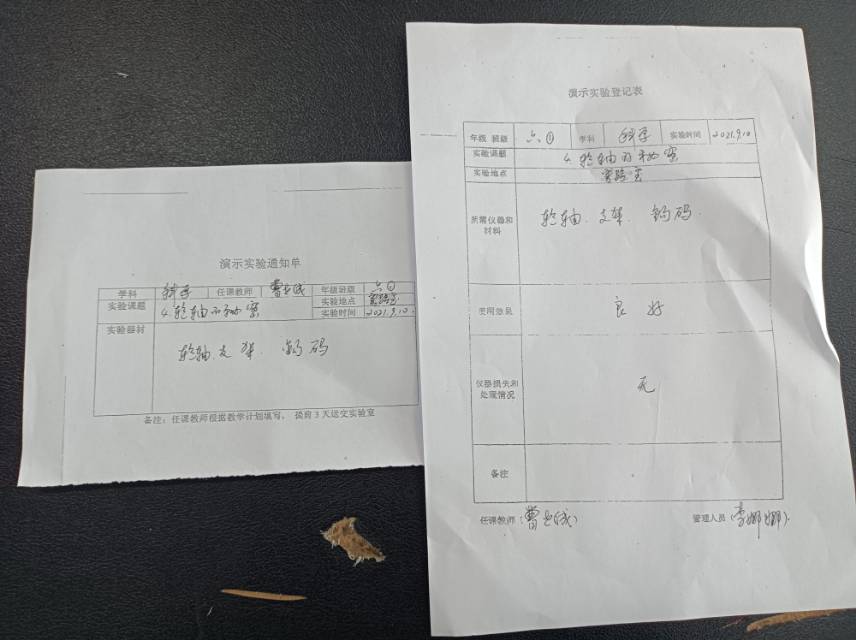 演示实验通知单
学科 科学 任课教师 年级班级 六①
实验课题 4.轮轴的秘密 实验地点 实验室
实验时间 2021.9.10.
实验器材 轮轴、支架、钩码
备注：任课教师根据教学计划填写，提前3天送交实验室
演示实验登记表
年级 班级 六① 学科 科学 实验时间 2021.9.10
实验课题 4.轮轴的秘密
实验地点 实验室
所需仪器和
材料 轮轴、支架、钩码.
实用效果 良好
仪器损失和
处理情况 无
备注
任课教师（曹） 管理人员（李娜娜）